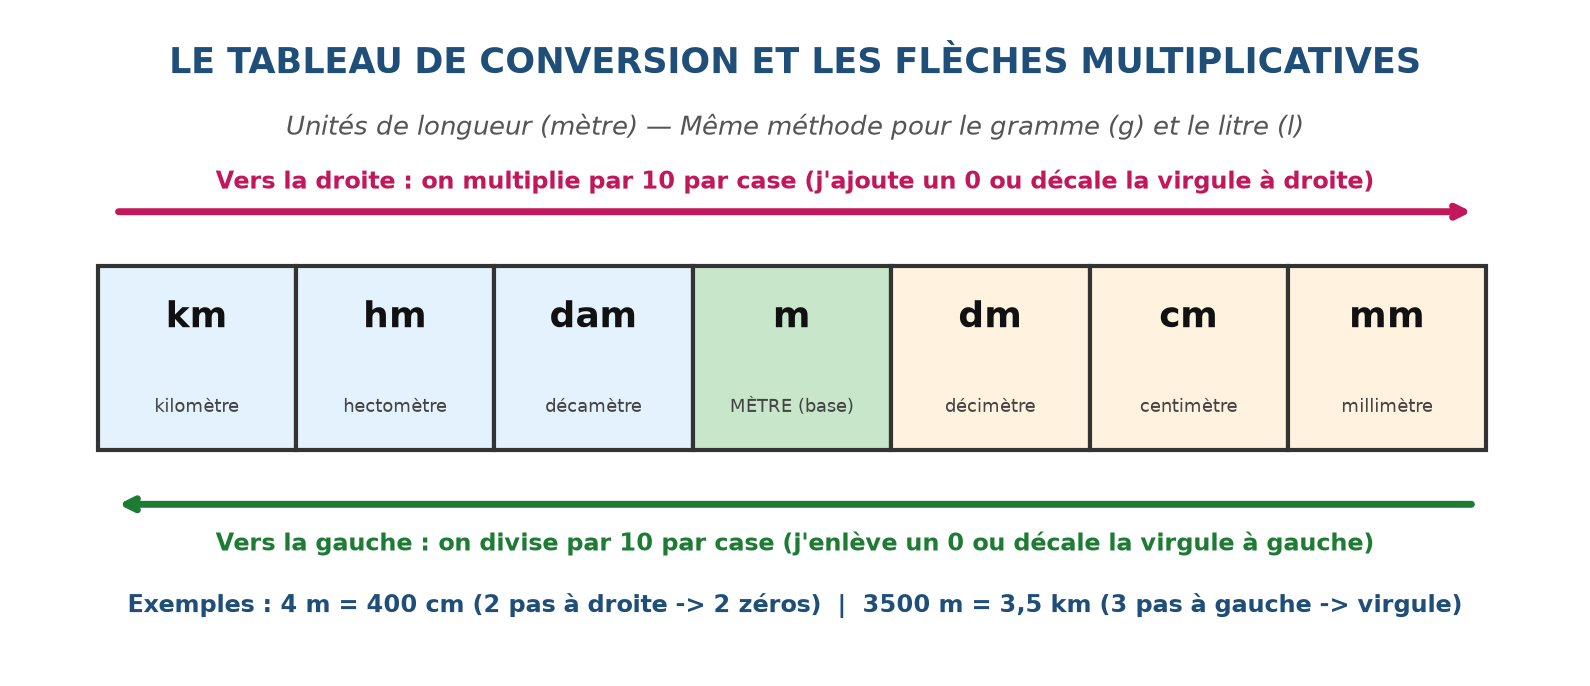 LE TABLEAU DE CONVERSION ET LES FLÈCHES MULTIPLICATIVES
Unités de longueur (mètre) — Même méthode pour le gramme (g) et le litre (l)
Vers la droite : on multiplie par 10 par case (j'ajoute un 0 ou décale la virgule à droite)
km hm dam m dm cm mm
kilomètre hectomètre décamètre MÈTRE (base) décimètre centimètre millimètre
Vers la gauche : on divise par 10 par case (j'enlève un 0 ou décale la virgule à gauche)
Exemples : 4 m = 400 cm (2 pas à droite -> 2 zéros) | 3500 m = 3,5 km (3 pas à gauche -> virgule)